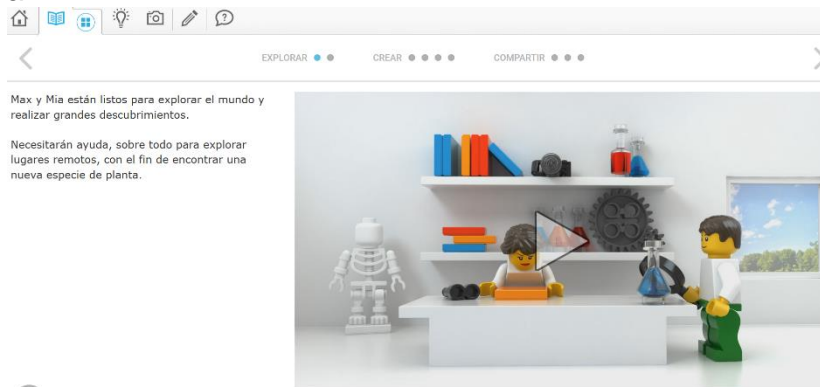 EXPLORAR CREAR COMPARTIR
Max y Mia están listos para explorar el mundo y
realizar grandes descubrimientos.
Necesitarán ayuda, sobre todo para explorar
lugares remotos, con el fin de encontrar una
nueva especie de planta.